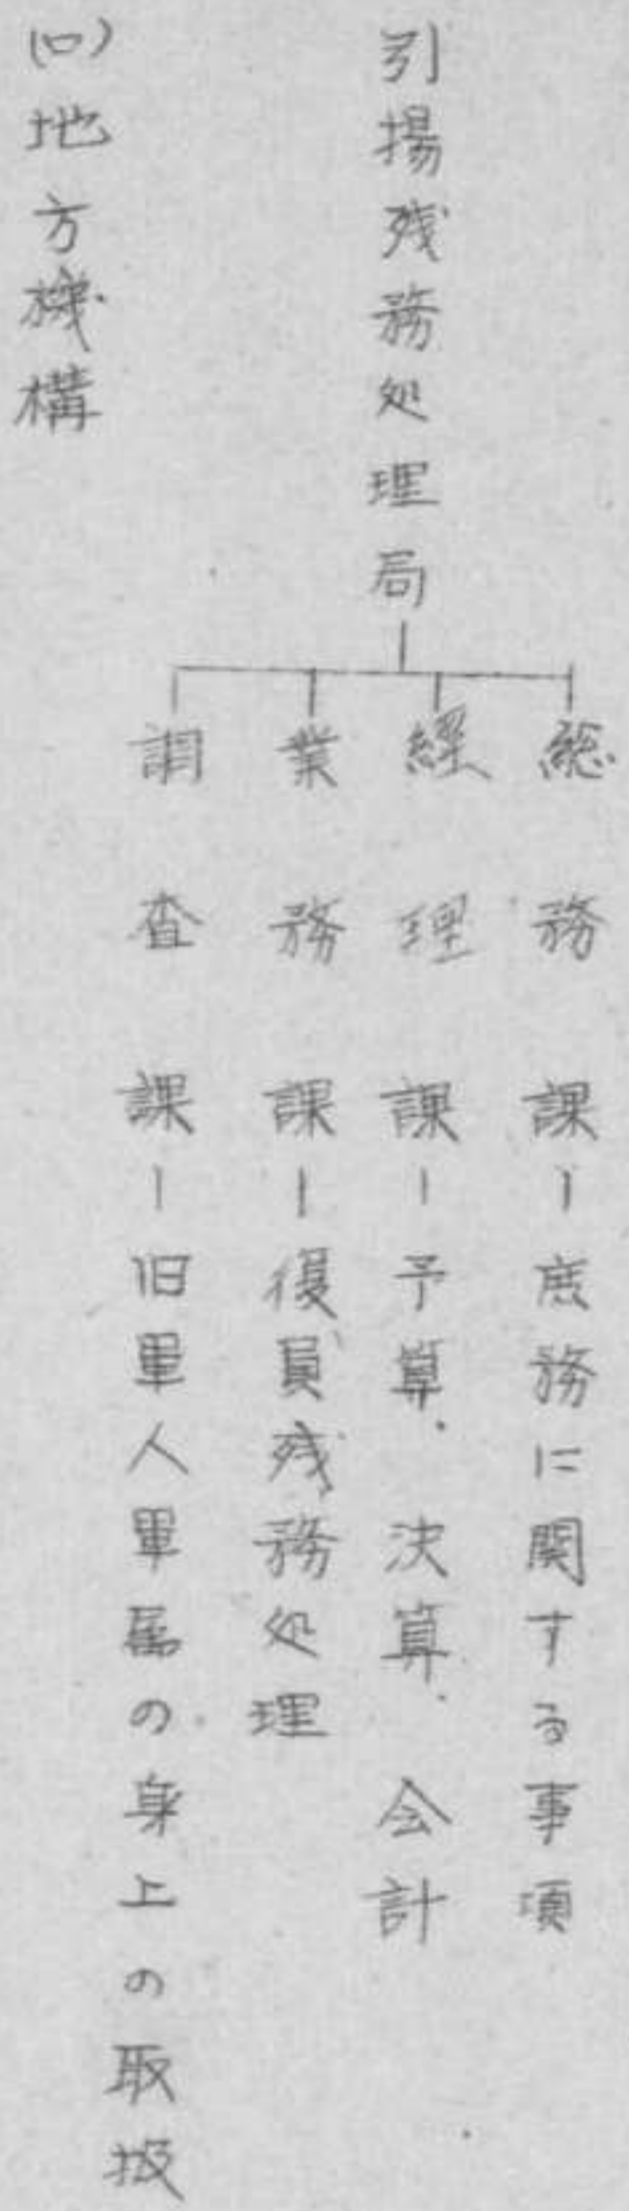 総務課ー庶務に関する事項
経理課ー予算.決算.会計
引揚残務処理局
業務課ー復員残務処理
調査課ー旧軍人軍属の身上の取扱
(ロ)地方機構